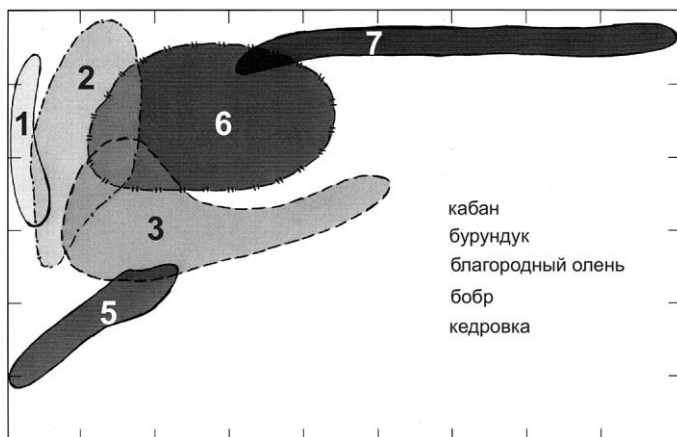 7
2
1
6
3
кабан
бурундук
благородный олень
5
бобр
кедровка